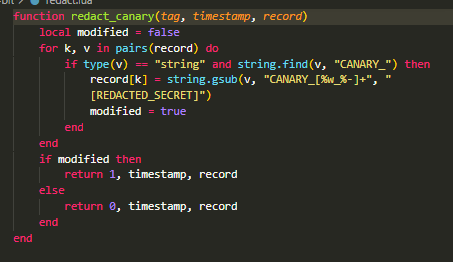 redact.lua
function redact_canary(tag, timestamp, record)
    local modified = false
    for k, v in pairs(record) do
        if type(v) == "string" and string.find(v, "CANARY_") then
            record[k] = string.gsub(v, "CANARY_[%w_%-]+", "
            [REDACTED_SECRET]")
            modified = true
        end
    end
    if modified then
        return 1, timestamp, record
    else
        return 0, timestamp, record
    end
end